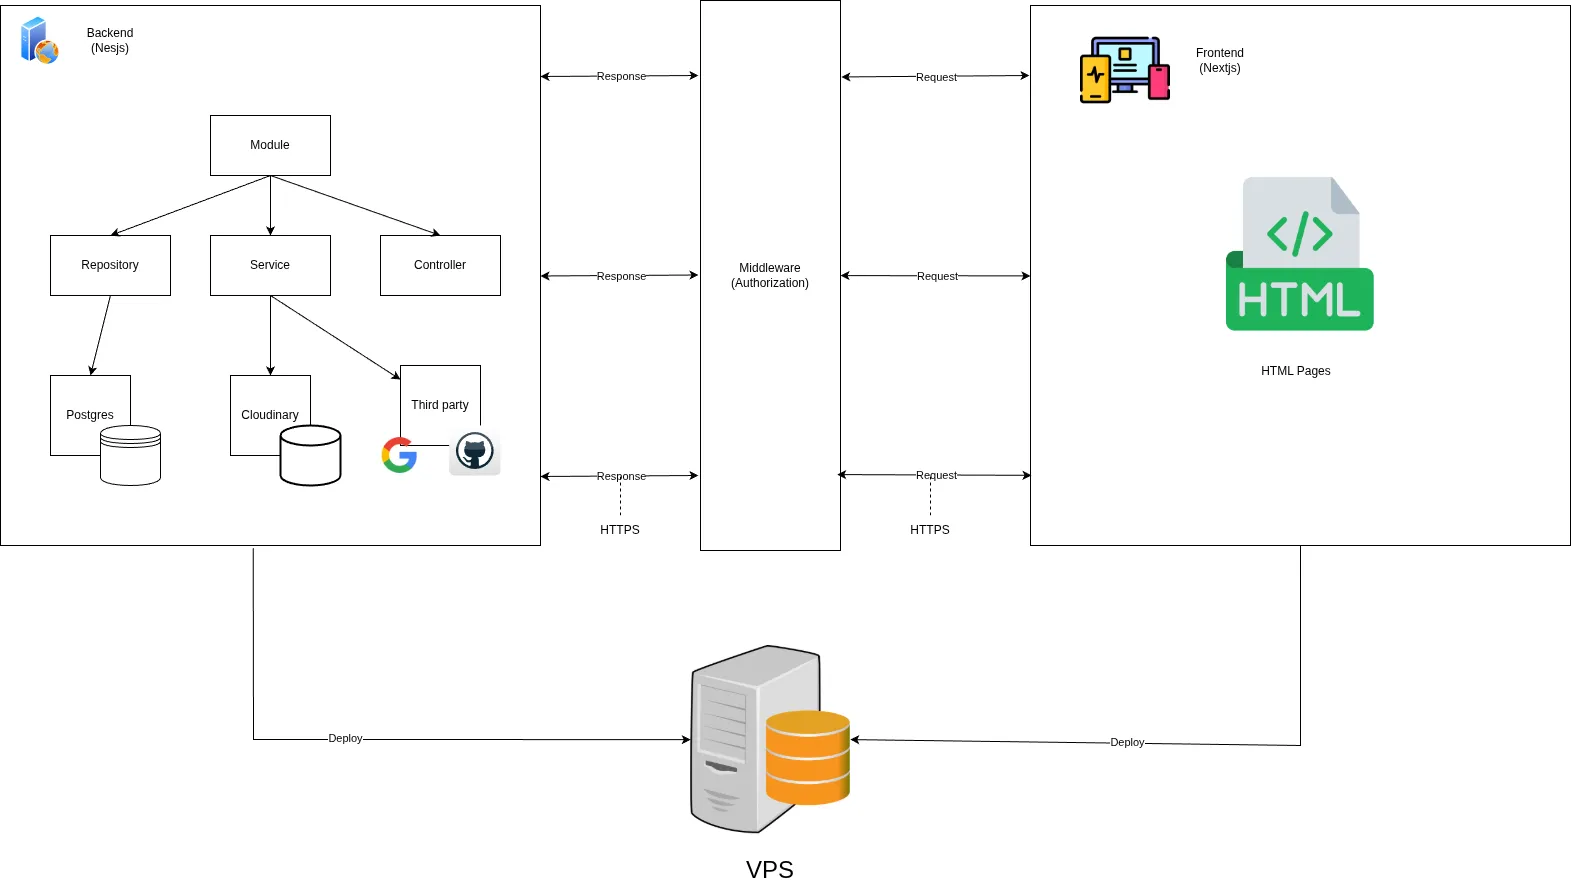 Backend
(Nesjs)
Module
Repository
Service
Controller
Postgres
Cloudinary
Third party
Response
Response
Response
HTTPS
Middleware
(Authorization)
Request
Request
Request
HTTPS
Frontend
(Nextjs)
</>
HTML
HTML Pages
Deploy
Deploy
VPS